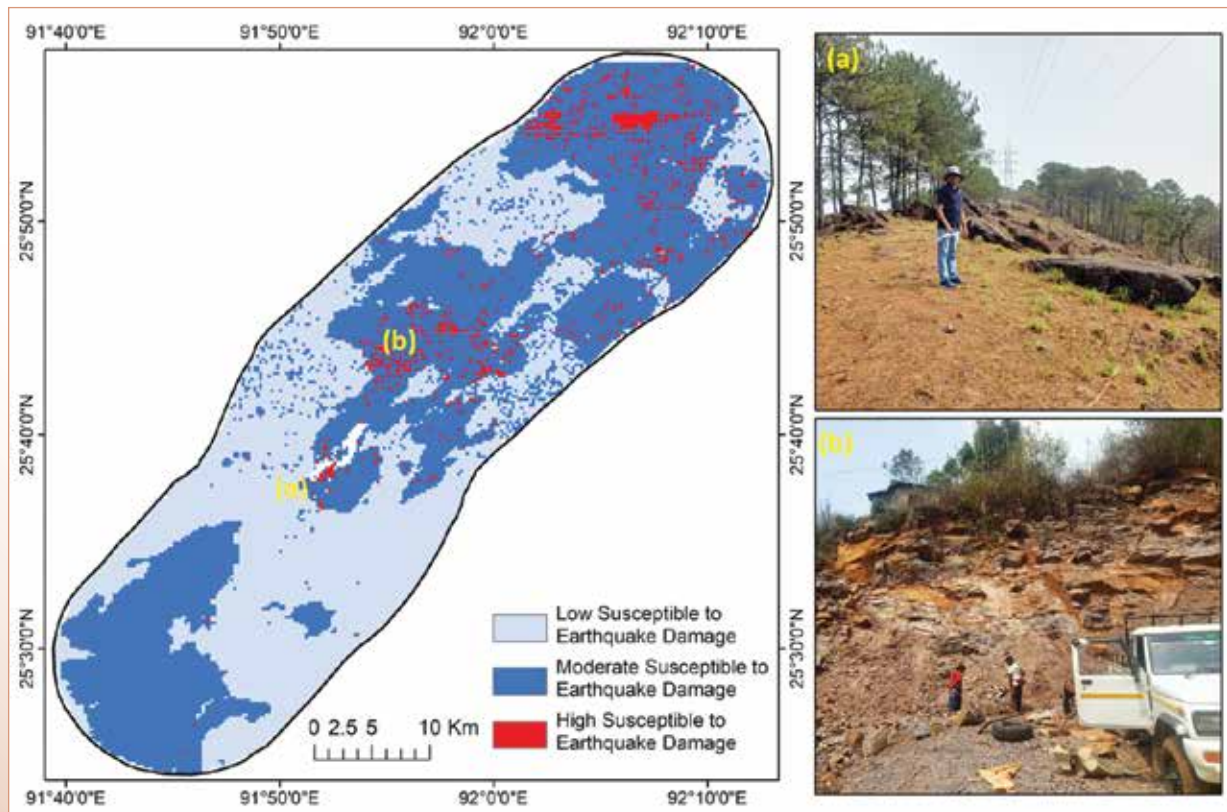 91°40'0"E
91°50'0"E
92°0'0"E
92°10'0"E
25°50'0"N
25°50'0"N
(b)
25°40'0"N
25°40'0"N
(a)
25°30'0"N
25°30'0"N
Low Susceptible to
Earthquake Damage
Moderate Susceptible to
Earthquake Damage
High Susceptible to
Earthquake Damage
0 2.5 5 10 Km
91°40'0"E
91°50'0"E
92°0'0"E
92°10'0"E
(a)
(b)